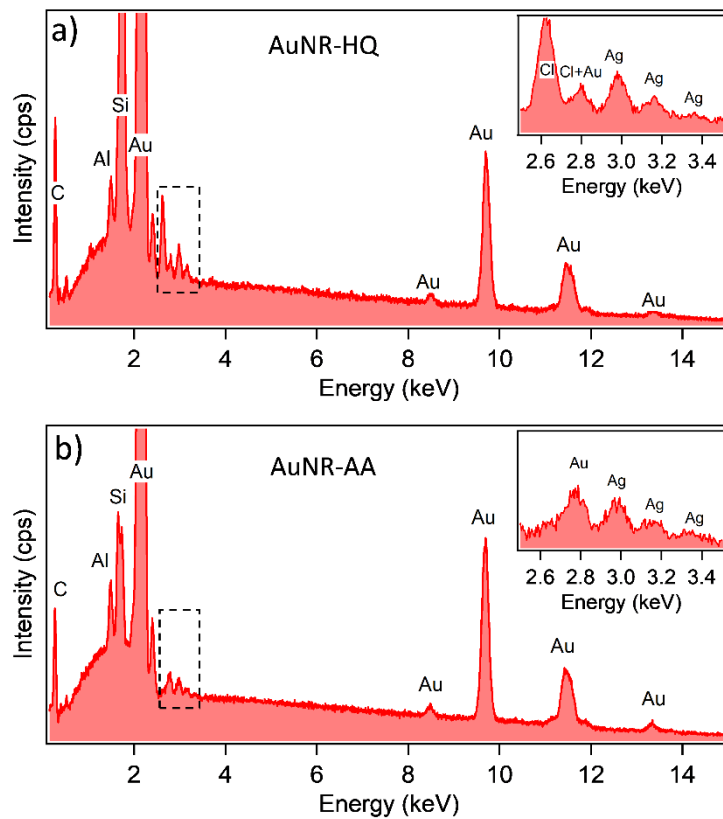 a)
AuNR-HQ
Intensity (cps)
C
Al
Si
Au
Au
Au
Au
Au
2 4 6 8 10 12 14
Energy (keV)
Cl
Cl+Au
Ag
Ag
Ag
2.6 2.8 3.0 3.2 3.4
Energy (keV)
b)
AuNR-AA
Intensity (cps)
C
Al
Si
Au
Au
Au
Au
Au
2 4 6 8 10 12 14
Energy (keV)
Au
Ag
Ag
Ag
2.6 2.8 3.0 3.2 3.4
Energy (keV)